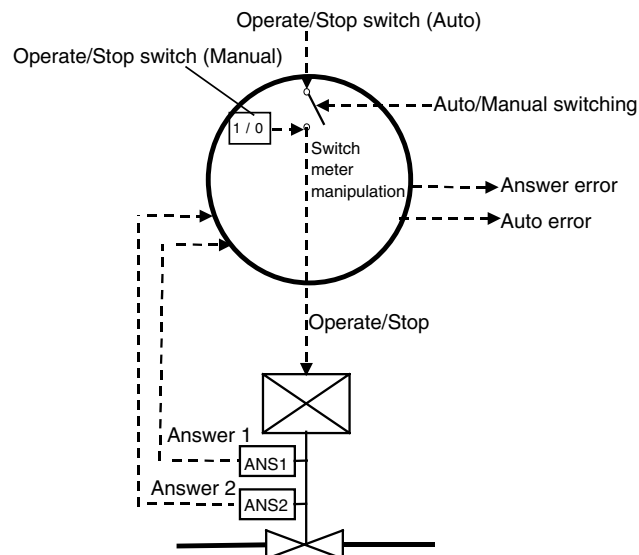 Operate/Stop switch (Auto)
Operate/Stop switch (Manual)
Auto/Manual switching
1 / 0
Switch
meter
manipulation
Answer error
Auto error
Operate/Stop
Answer 1
ANS1
Answer 2
ANS2